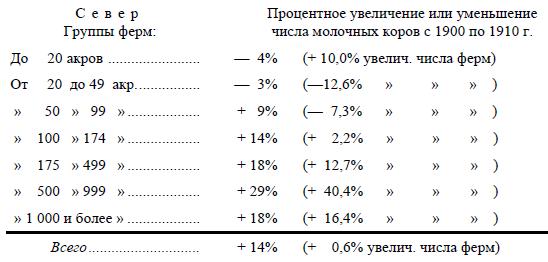 Север Процентное увеличение или уменьшение
Группы ферм: числа молочных коров с 1900 по 1910 г.
До 20 акров .................... — 4% (+ 10,0% увелич. числа ферм)
От 20 до 49 акр................. — 3% (—12,6% » » » )
» 50 » 99 » .................... + 9% (— 7,3% » » » )
» 100 » 174 » .................... + 14% (+ 2,2% » » » )
» 175 » 499 » .................... + 18% (+ 12,7% » » » )
» 500 » 999 » .................... + 29% (+ 40,4% » » » )
» 1 000 и более » .................... + 18% (+ 16,4% » » » )
Всего .............................. + 14% (+ 0,6% увелич. числа ферм)